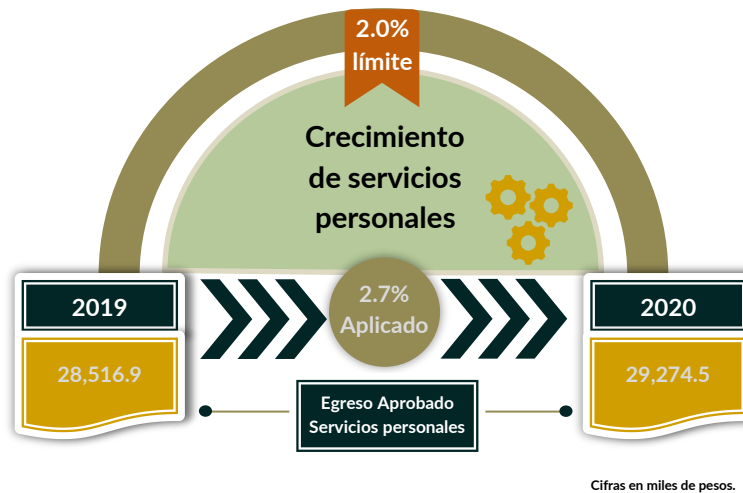 2.0%
límite
Crecimiento
de servicios
personales
2019
2.7%
Aplicado
2020
28,516.9
29,274.5
Egreso Aprobado
Servicios personales
Cifras en miles de pesos.